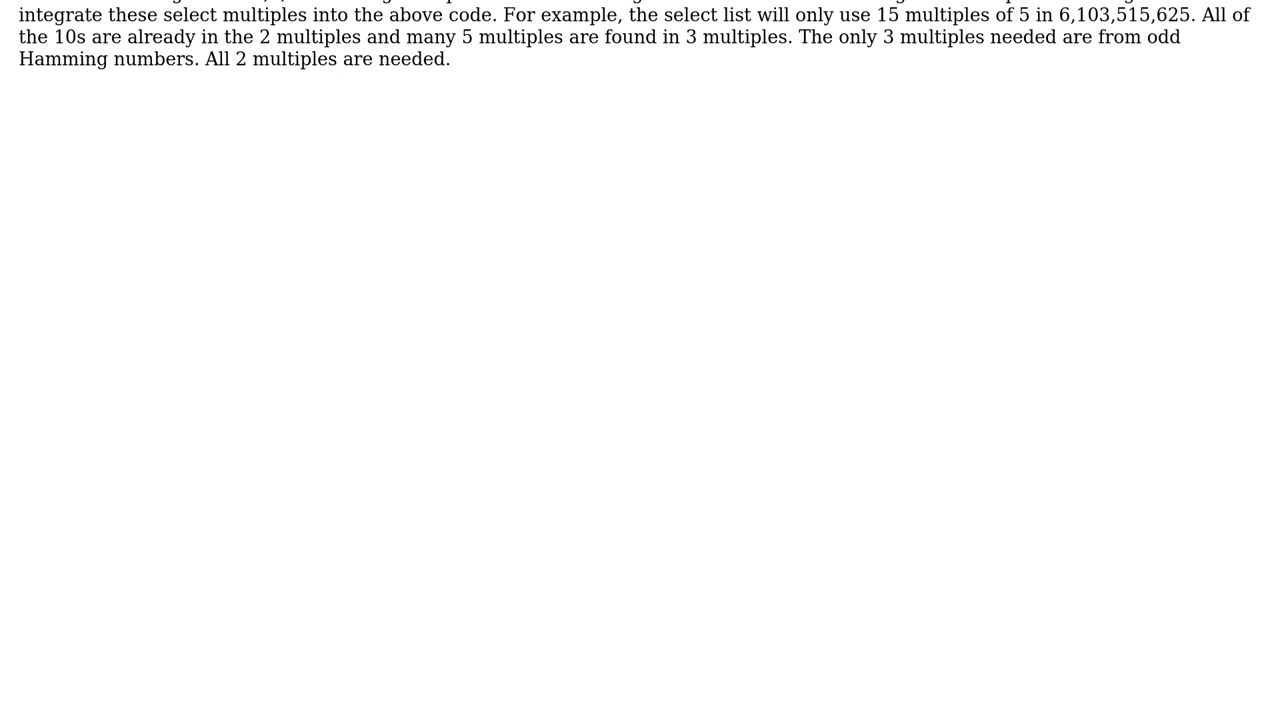 integrate these select multiples into the above code. For example, the select list will only use 15 multiples of 5 in 6,103,515,625. All of
the 10s are already in the 2 multiples and many 5 multiples are found in 3 multiples. The only 3 multiples needed are from odd
Hamming numbers. All 2 multiples are needed.